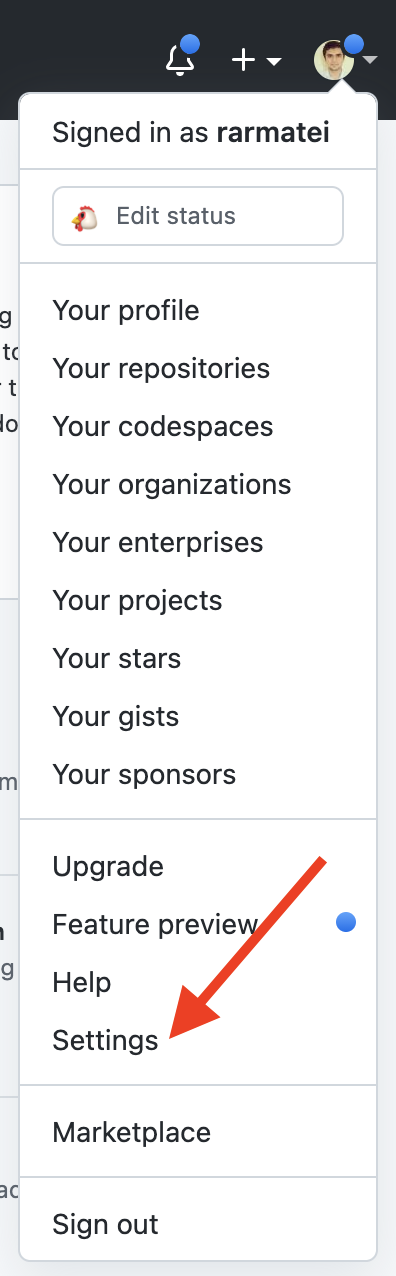 Signed in as rarmatei
Edit status
g
to
Your profile
Your repositories
Your codespaces
Your organizations
Your enterprises
Your projects
Your stars
Your gists
Your sponsors
Upgrade
Feature preview
Help
Settings
Marketplace
Sign out